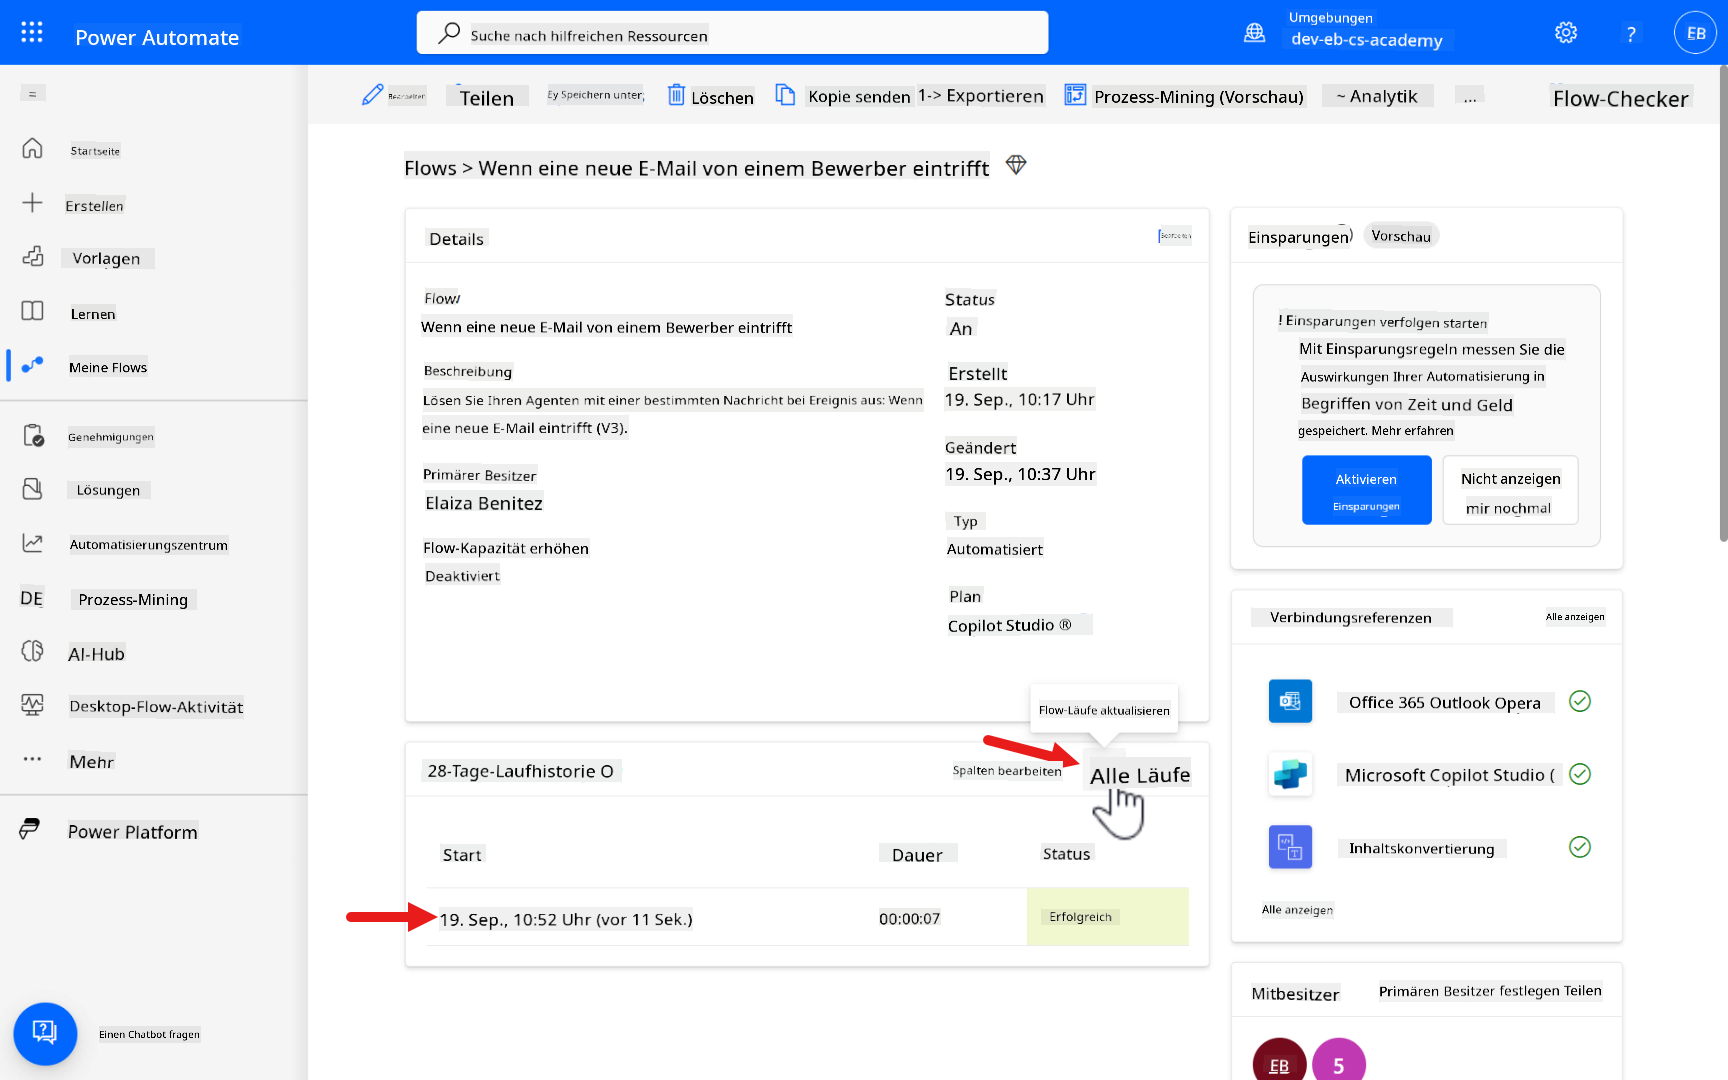 Power Automate
Suche nach hilfreichen Ressourcen
Umgebungen
dev-eb-cs-academy
?
EB
=
Startseite
Erstellen
Vorlagen
Lernen
Meine Flows
Genehmigungen
Lösungen
Automatisierungszentrum
DE Prozess-Mining
AI-Hub
Desktop-Flow-Aktivität
Mehr
Power Platform
Einen Chatbot fragen
Bearbeiten
Teilen
Ey Speichern unter;
Löschen
Kopie senden
1-> Exportieren
Prozess-Mining (Vorschau)
~ Analytik
...
Flow-Checker
Flows > Wenn eine neue E-Mail von einem Bewerber eintrifft
Details
Bearbeiten
Flow
Wenn eine neue E-Mail von einem Bewerber eintrifft
Beschreibung
Lösen Sie Ihren Agenten mit einer bestimmten Nachricht bei Ereignis aus: Wenn
eine neue E-Mail eintrifft (V3).
Primärer Besitzer
Elaiza Benitez
Flow-Kapazität erhöhen
Deaktiviert
Status
An
Erstellt
19. Sep., 10:17 Uhr
Geändert
19. Sep., 10:37 Uhr
Typ
Automatisiert
Plan
Copilot Studio ®
Flow-Läufe aktualisieren
28-Tage-Laufhistorie O
Spalten bearbeiten
Alle Läufe
Start
Dauer
Status
19. Sep., 10:52 Uhr (vor 11 Sek.)
00:00:07
Erfolgreich
Einsparungen)
Vorschau
! Einsparungen verfolgen starten
Mit Einsparungsregeln messen Sie die
Auswirkungen Ihrer Automatisierung in
Begriffen von Zeit und Geld
gespeichert. Mehr erfahren
Aktivieren
Einsparungen
Nicht anzeigen
mir nochmal
Verbindungsreferenzen
Alle anzeigen
Office 365 Outlook Opera
Microsoft Copilot Studio (
Inhaltskonvertierung
Alle anzeigen
Mitbesitzer
Primären Besitzer festlegen Teilen
EB
5